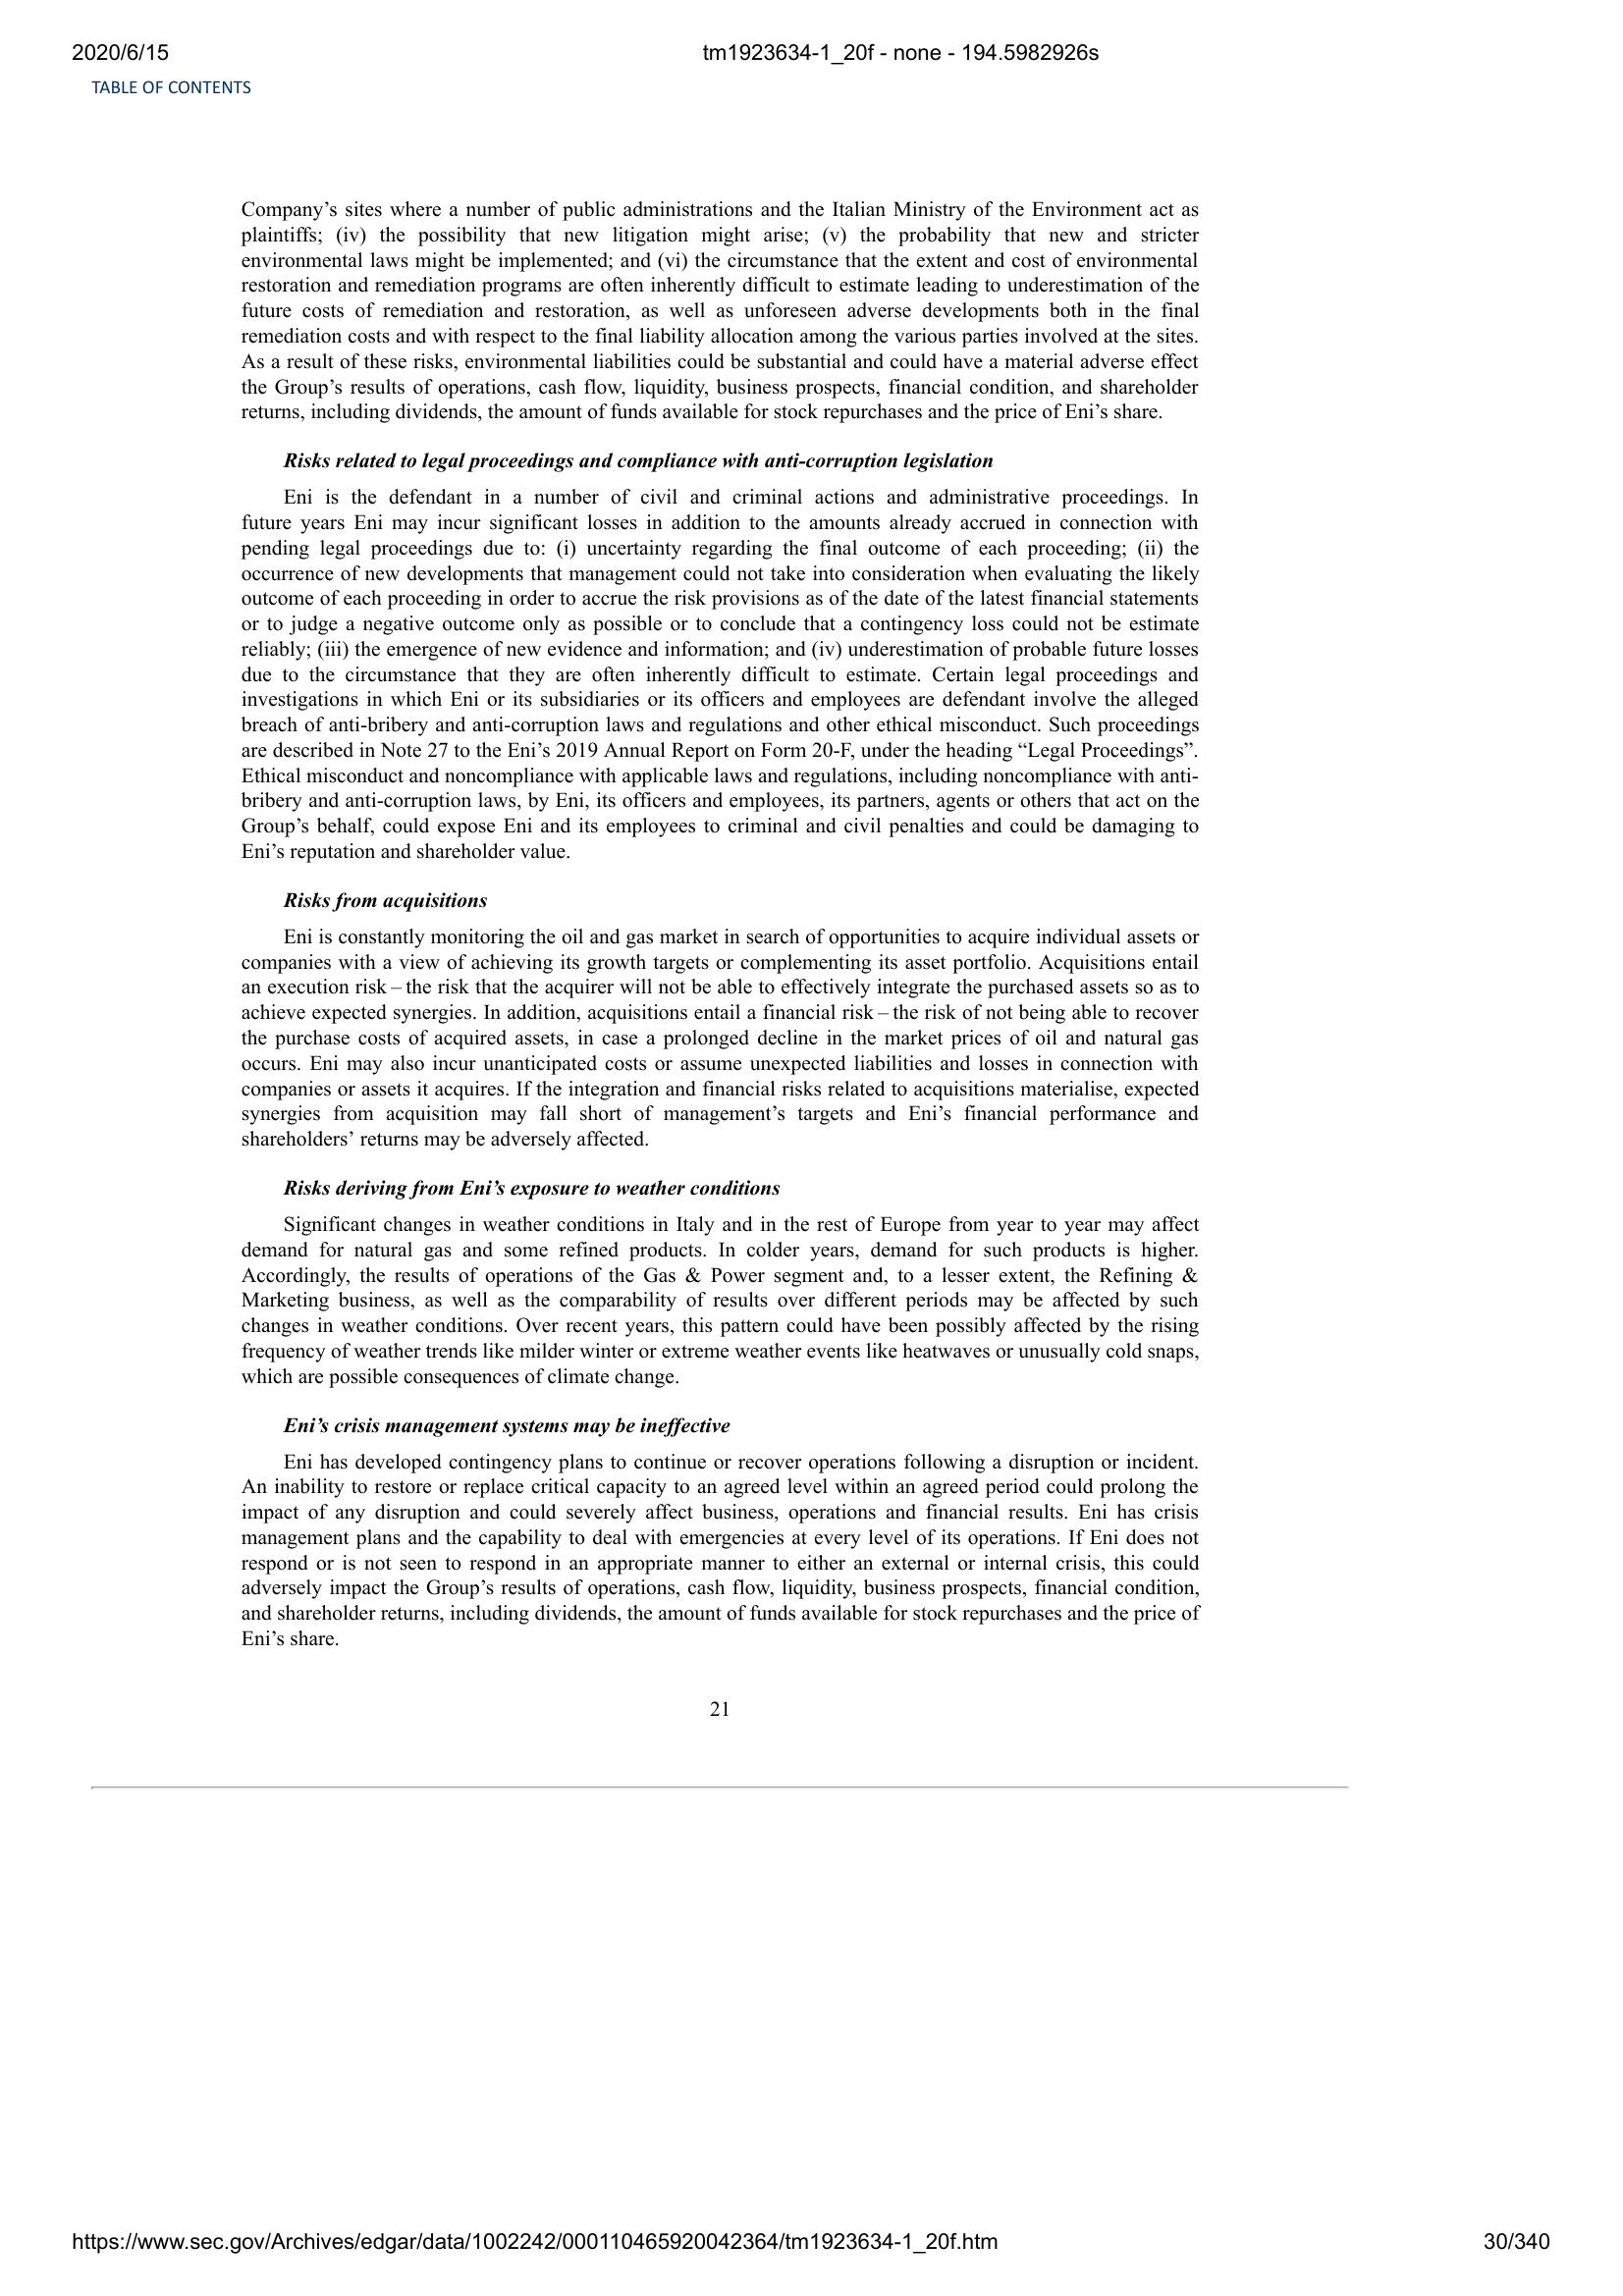 2020/6/15 tm1923634-1_20f - none - 194.5982926s
TABLE OF CONTENTS
Company’s sites where a number of public administrations and the Italian Ministry of the Environment act as
plaintiffs; (iv) the possibility that new litigation might arise; (v) the probability that new and stricter
environmental laws might be implemented; and (vi) the circumstance that the extent and cost of environmental
restoration and remediation programs are often inherently difficult to estimate leading to underestimation of the
future costs of remediation and restoration, as well as unforeseen adverse developments both in the final
remediation costs and with respect to the final liability allocation among the various parties involved at the sites.
As a result of these risks, environmental liabilities could be substantial and could have a material adverse effect
the Group’s results of operations, cash flow, liquidity, business prospects, financial condition, and shareholder
returns, including dividends, the amount of funds available for stock repurchases and the price of Eni’s share.
Risks related to legal proceedings and compliance with anti-corruption legislation
Eni is the defendant in a number of civil and criminal actions and administrative proceedings. In
future years Eni may incur significant losses in addition to the amounts already accrued in connection with
pending legal proceedings due to: (i) uncertainty regarding the final outcome of each proceeding; (ii) the
occurrence of new developments that management could not take into consideration when evaluating the likely
outcome of each proceeding in order to accrue the risk provisions as of the date of the latest financial statements
or to judge a negative outcome only as possible or to conclude that a contingency loss could not be estimate
reliably; (iii) the emergence of new evidence and information; and (iv) underestimation of probable future losses
due to the circumstance that they are often inherently difficult to estimate. Certain legal proceedings and
investigations in which Eni or its subsidiaries or its officers and employees are defendant involve the alleged
breach of anti-bribery and anti-corruption laws and regulations and other ethical misconduct. Such proceedings
are described in Note 27 to the Eni’s 2019 Annual Report on Form 20-F, under the heading “Legal Proceedings”.
Ethical misconduct and noncompliance with applicable laws and regulations, including noncompliance with anti-
bribery and anti-corruption laws, by Eni, its officers and employees, its partners, agents or others that act on the
Group’s behalf, could expose Eni and its employees to criminal and civil penalties and could be damaging to
Eni’s reputation and shareholder value.
Risks from acquisitions
Eni is constantly monitoring the oil and gas market in search of opportunities to acquire individual assets or
companies with a view of achieving its growth targets or complementing its asset portfolio. Acquisitions entail
an execution risk – the risk that the acquirer will not be able to effectively integrate the purchased assets so as to
achieve expected synergies. In addition, acquisitions entail a financial risk – the risk of not being able to recover
the purchase costs of acquired assets, in case a prolonged decline in the market prices of oil and natural gas
occurs. Eni may also incur unanticipated costs or assume unexpected liabilities and losses in connection with
companies or assets it acquires. If the integration and financial risks related to acquisitions materialise, expected
synergies from acquisition may fall short of management’s targets and Eni’s financial performance and
shareholders’ returns may be adversely affected.
Risks deriving from Eni’s exposure to weather conditions
Significant changes in weather conditions in Italy and in the rest of Europe from year to year may affect
demand for natural gas and some refined products. In colder years, demand for such products is higher.
Accordingly, the results of operations of the Gas & Power segment and, to a lesser extent, the Refining &
Marketing business, as well as the comparability of results over different periods may be affected by such
changes in weather conditions. Over recent years, this pattern could have been possibly affected by the rising
frequency of weather trends like milder winter or extreme weather events like heatwaves or unusually cold snaps,
which are possible consequences of climate change.
Eni’s crisis management systems may be ineffective
Eni has developed contingency plans to continue or recover operations following a disruption or incident.
An inability to restore or replace critical capacity to an agreed level within an agreed period could prolong the
impact of any disruption and could severely affect business, operations and financial results. Eni has crisis
management plans and the capability to deal with emergencies at every level of its operations. If Eni does not
respond or is not seen to respond in an appropriate manner to either an external or internal crisis, this could
adversely impact the Group’s results of operations, cash flow, liquidity, business prospects, financial condition,
and shareholder returns, including dividends, the amount of funds available for stock repurchases and the price of
Eni’s share.
21
https://www.sec.gov/Archives/edgar/data/1002242/000110465920042364/tm1923634-1_20f.htm 30/340